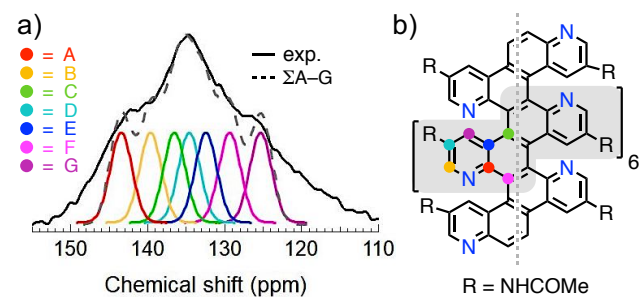 a)
b)
= A
= B
= C
= D
= E
= F
= G
exp.
ΣA–G
150 140 130 120 110
Chemical shift (ppm)
N
R
R
N
N
R
R
N
6
R
N
R
N
R = NHCOMe